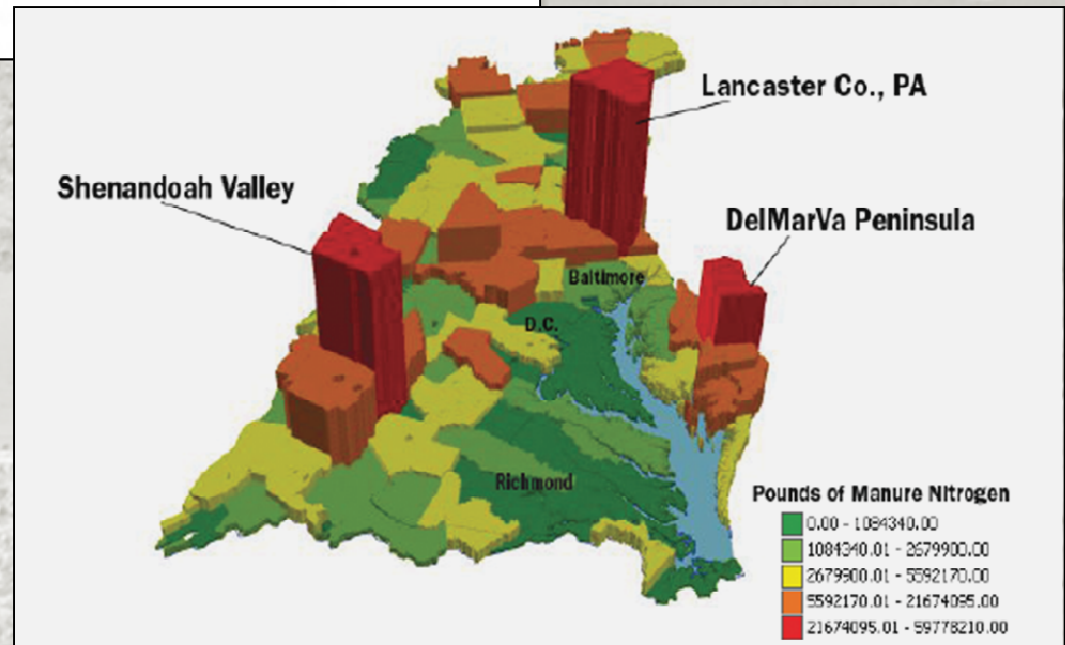 Lancaster Co., PA
Shenandoah Valley
DelMarVa Peninsula
Baltimore
D.C.
Richmond
Pounds of Manure Nitrogen
0.00 - 1084340.00
1084340.01 - 2679900.00
2679900.01 - 5592170.00
5592170.01 - 21674095.00
21674095.01 - 59778210.00